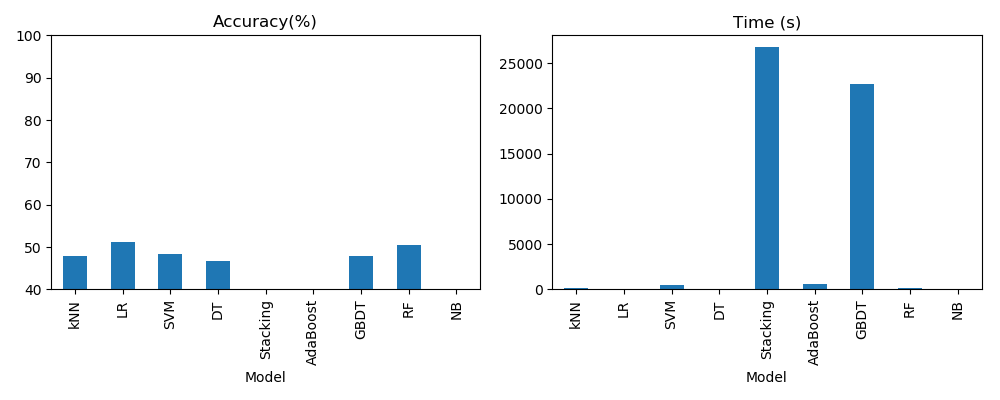 Accuracy(%)
100
90
80
70
60
50
40
kNN
LR
SVM
DT
Stacking
AdaBoost
GBDT
RF
NB
Model
Time (s)
25000
20000
15000
10000
5000
0
kNN
LR
SVM
DT
Stacking
AdaBoost
GBDT
RF
NB
Model